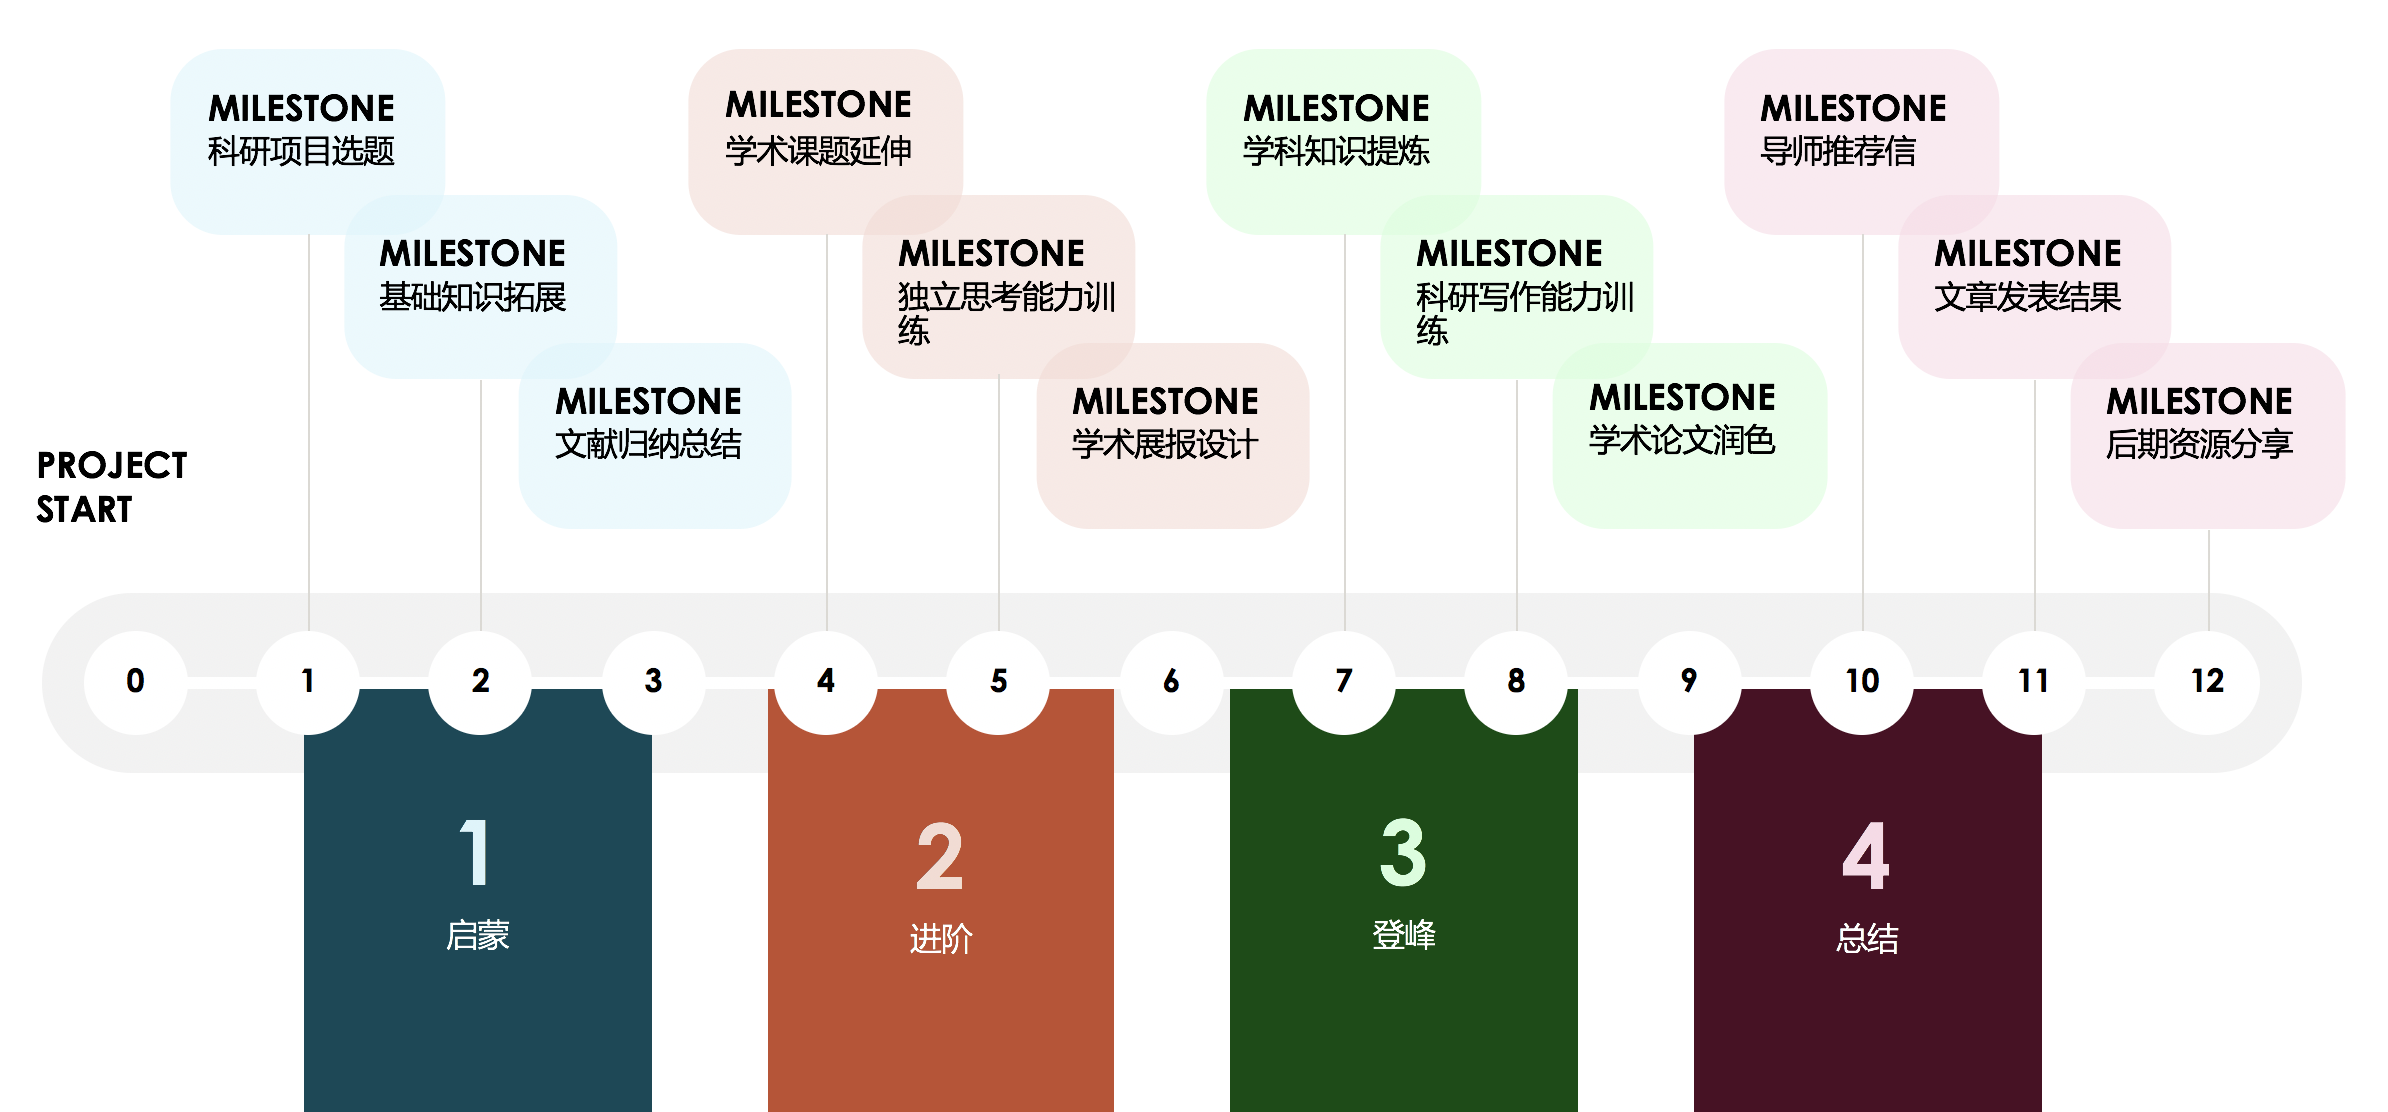 MILESTONE
科研项目选题
MILESTONE
基础知识拓展
MILESTONE
文献归纳总结
MILESTONE
学术课题延伸
MILESTONE
独立思考能力训
练
MILESTONE
学术展报设计
MILESTONE
学科知识提炼
MILESTONE
科研写作能力训
练
MILESTONE
学术论文润色
MILESTONE
导师推荐信
MILESTONE
文章发表结果
MILESTONE
后期资源分享
PROJECT
START
0 1 2 3 4 5 6 7 8 9 10 11 12
1
启蒙
2
进阶
3
登峰
4
总结